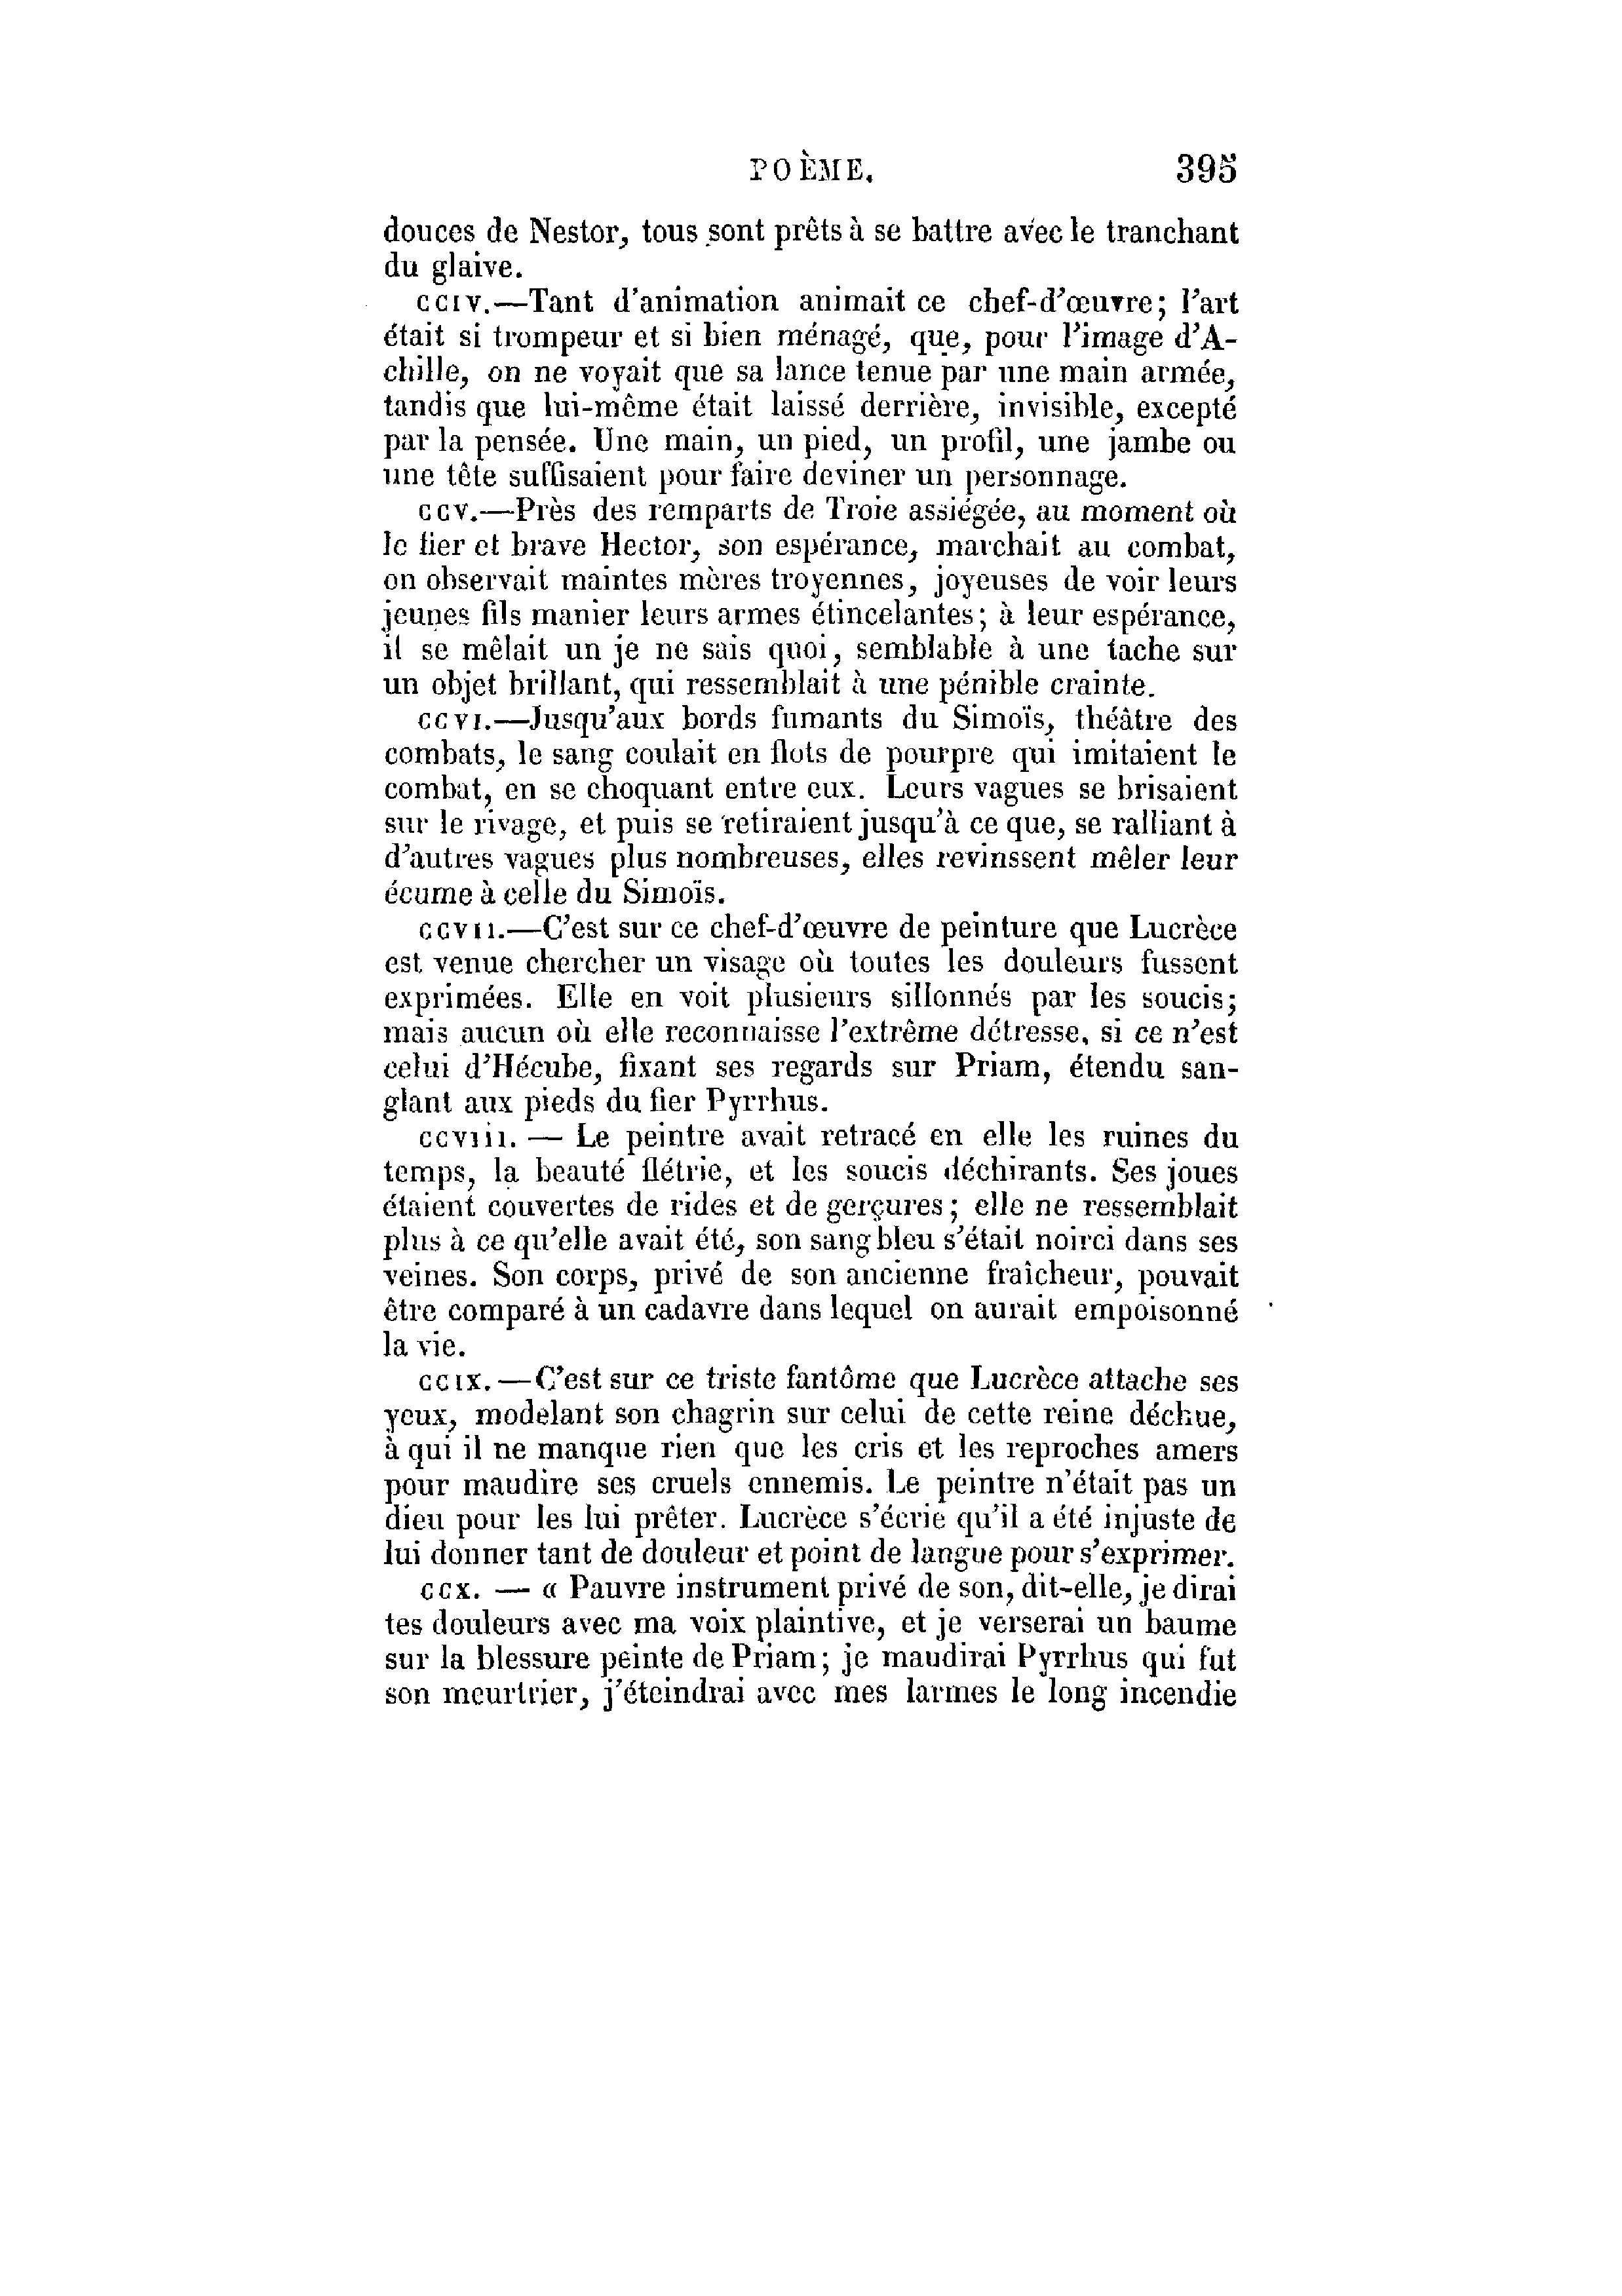 POÈME. 395
douces de Nestor, tous sont prêts à se battre avec le tranchant
du glaive.
CCIV.—Tant d'animation animait ce chef-d'œuvre; l'art
était si trompeur et si bien ménagé, que, pour l'image d'A-
chille, on ne voyait que sa lance tenue par une main armée,
tandis que lui-même était laissé derrière, invisible, excepté
par la pensée. Une main, un pied, un profil, une jambe ou
une tête suffisaient pour faire deviner un personnage.
CCV.—Près des remparts de Troie assiégée, au moment où
le fier et brave Hector, son espérance, marchait au combat,
on observait maintes mères troyennes, joyeuses de voir leurs
jeunes fils manier leurs armes étincelantes; à leur espérance,
il se mêlait un je ne sais quoi, semblable à une tache sur
un objet brillant, qui ressemblait à une pénible crainte.
CCVI.—Jusqu'aux bords fumants du Simoïs, théâtre des
combats, le sang coulait en flots de pourpre qui imitaient le
combat, en se choquant entre eux. Leurs vagues se brisaient
sur le rivage, et puis se retiraient jusqu'à ce que, se ralliant à
d'autres vagues plus nombreuses, elles revinssent mêler leur
écume à celle du Simoïs.
CCVII.—C'est sur ce chef-d'œuvre de peinture que Lucrèce
est venue chercher un visage où toutes les douleurs fussent
exprimées. Elle en voit plusieurs sillonnés par les soucis;
mais aucun où elle reconnaisse l'extrême détresse, si ce n'est
celui d'Hécube, fixant ses regards sur Priam, étendu san-
glant aux pieds du fier Pyrrhus.
CCVIII. — Le peintre avait retracé en elle les ruines du
temps, la beauté flétrie, et les soucis déchirants. Ses joues
étaient couvertes de rides et de gerçures; elle ne ressemblait
plus à ce qu'elle avait été, son sang bleu s'était noirci dans ses
veines. Son corps, privé de son ancienne fraîcheur, pouvait
être comparé à un cadavre dans lequel on aurait empoisonné
la vie.
CCIX.—C'est sur ce triste fantôme que Lucrèce attache ses
yeux, modelant son chagrin sur celui de cette reine déchue,
à qui il ne manque rien que les cris et les reproches amers
pour maudire ses cruels ennemis. Le peintre n'était pas un
dieu pour les lui prêter. Lucrèce s'écrie qu'il a été injuste de
lui donner tant de douleur et point de langue pour s'exprimer.
CCX. — « Pauvre instrument privé de son, dit-elle, je dirai
tes douleurs avec ma voix plaintive, et je verserai un baume
sur la blessure peinte de Priam; je maudirai Pyrrhus qui fut
son meurtrier, j'éteindrai avec mes larmes le long incendie